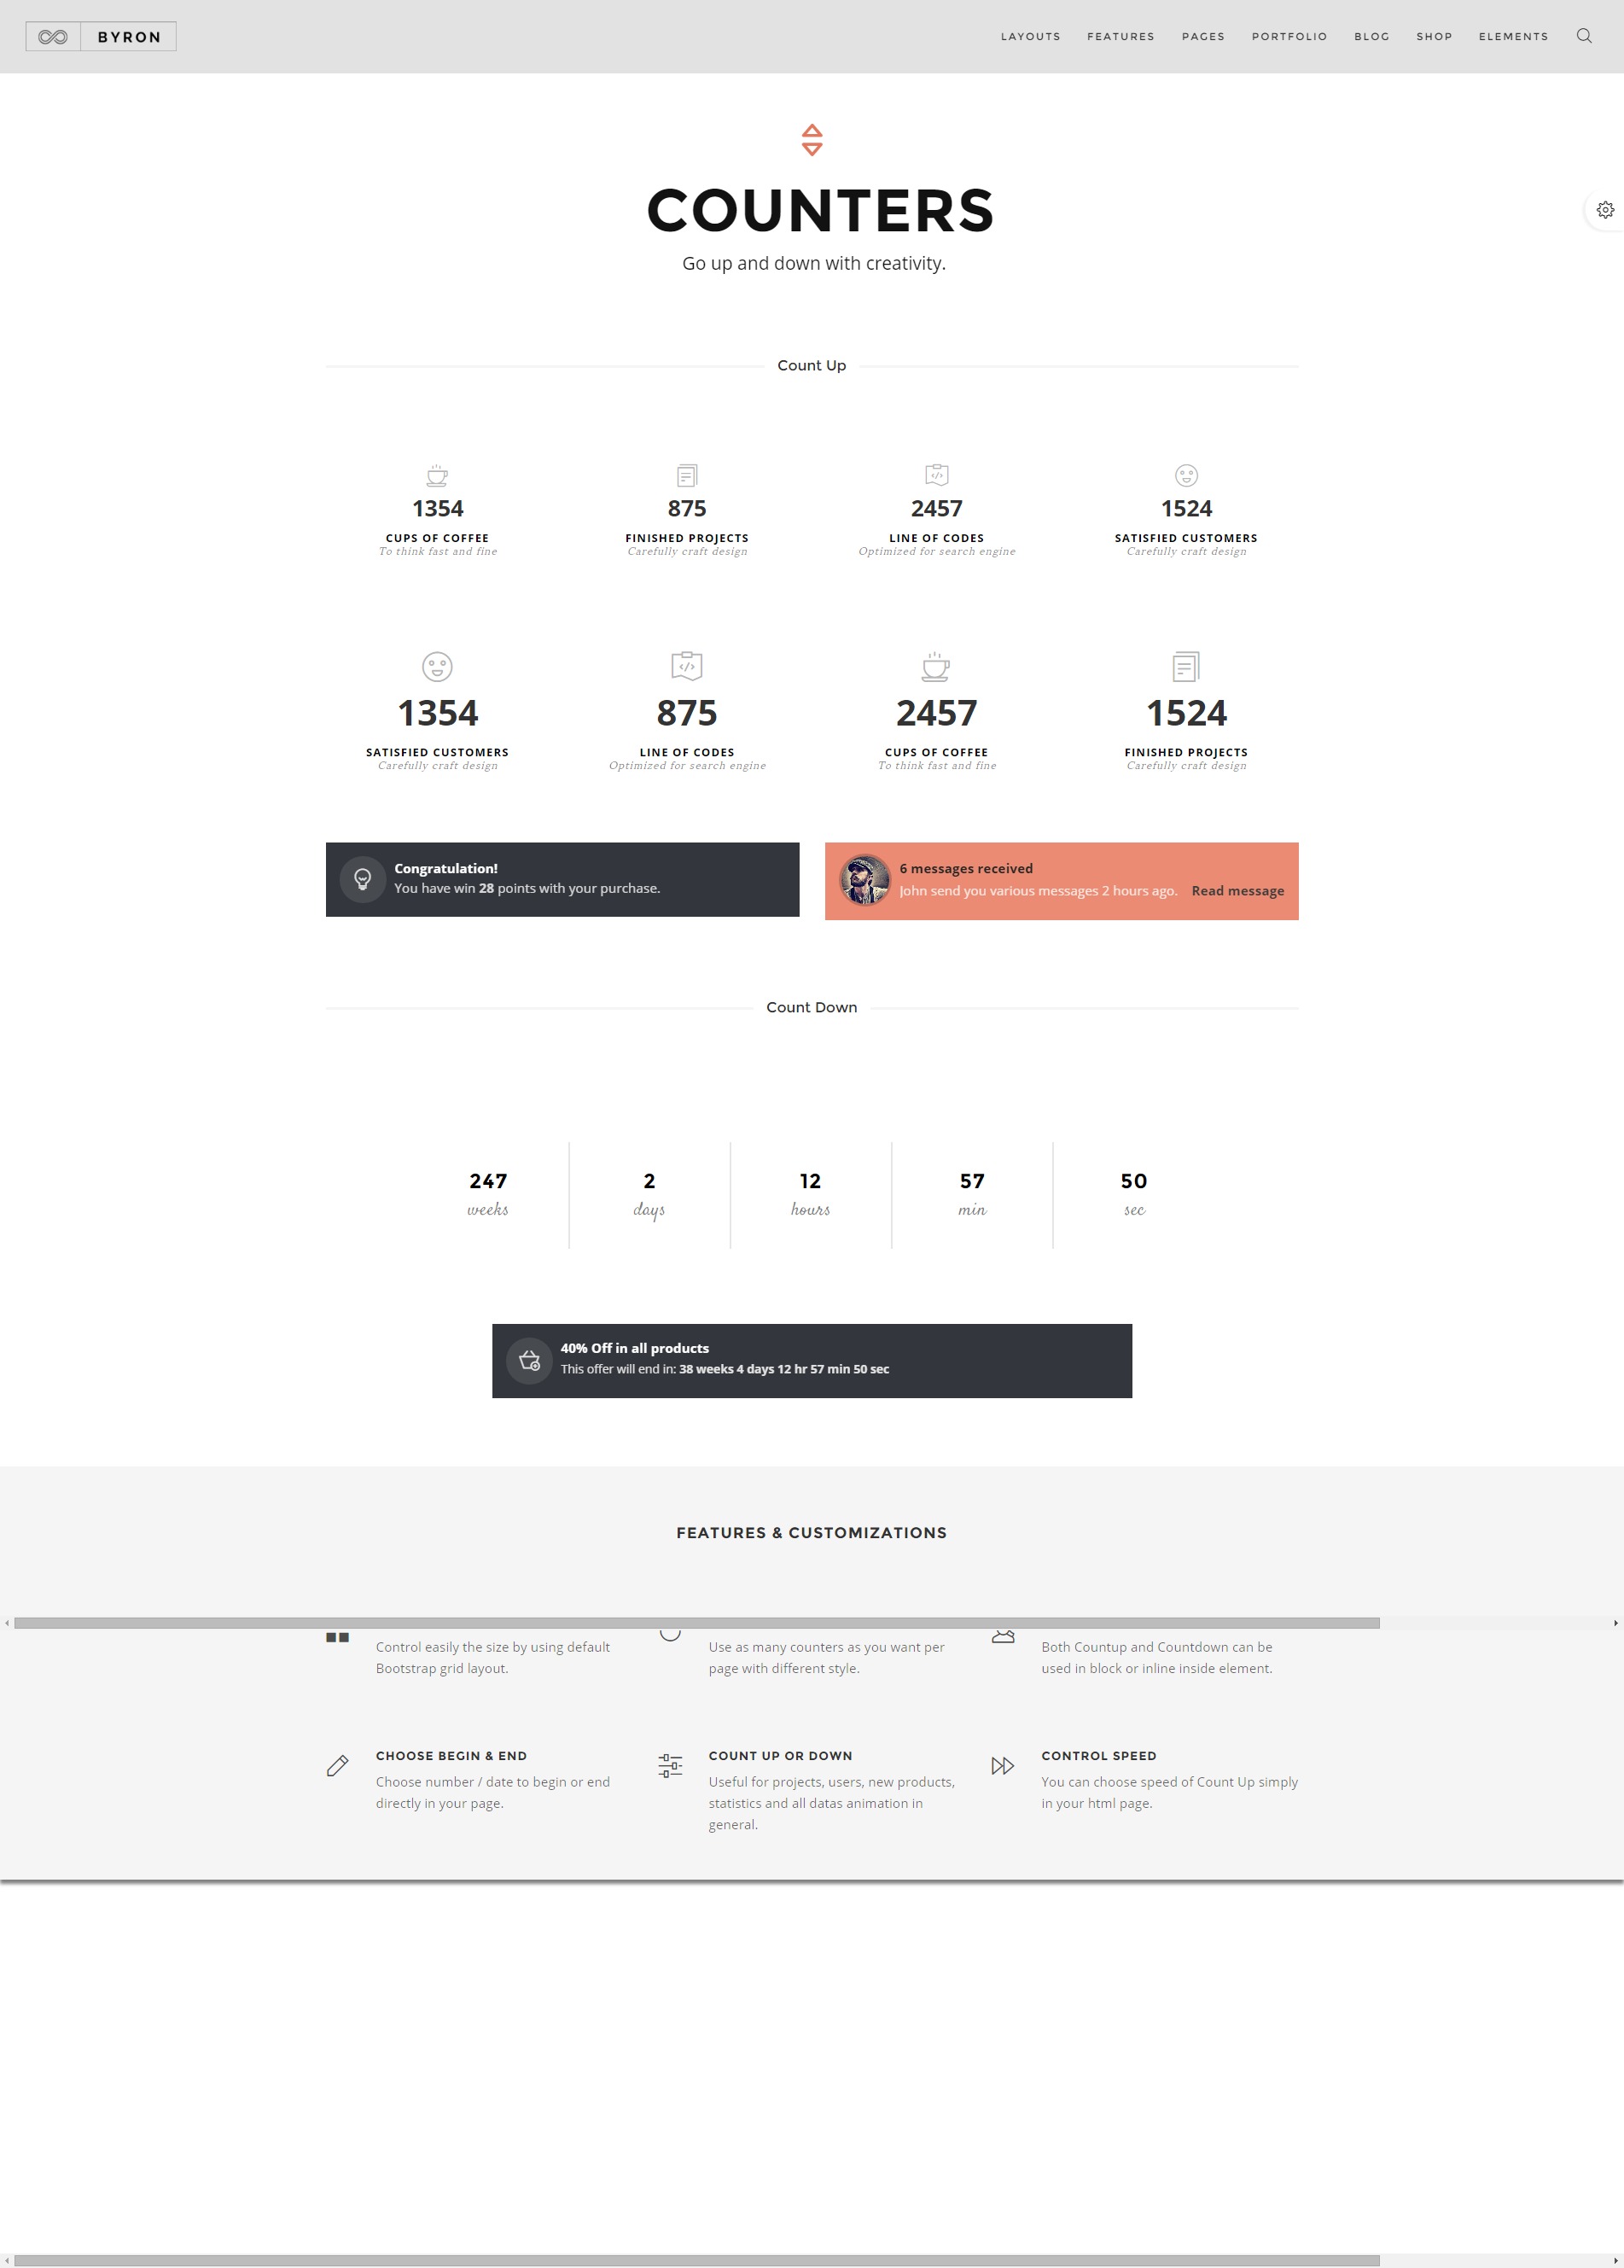 BYRON
LAYOUTS FEATURES PAGES PORTFOLIO BLOG SHOP ELEMENTS
COUNTERS
Go up and down with creativity.
Count Up
1354 875 2457 1524
CUPS OF COFFEE FINISHED PROJECTS LINE OF CODES SATISFIED CUSTOMERS
To think fast and fine Carefully craft design Optimized for search engine Carefully craft design
1354 875 2457 1524
SATISFIED CUSTOMERS LINE OF CODES CUPS OF COFFEE FINISHED PROJECTS
Carefully craft design Optimized for search engine To think fast and fine Carefully craft design
Congratulation!
You have win 28 points with your purchase.
6 messages received
John send you various messages 2 hours ago. Read message
Count Down
247 2 12 57 50
weeks days hours min sec
40% Off in all products
This offer will end in: 38 weeks 4 days 12 hr 57 min 50 sec
FEATURES & CUSTOMIZATIONS
Control easily the size by using default
Bootstrap grid layout.
Use as many counters as you want per
page with different style.
Both Countup and Countdown can be
used in block or inline inside element.
CHOOSE BEGIN & END
Choose number / date to begin or end
directly in your page.
COUNT UP OR DOWN
Useful for projects, users, new products,
statistics and all datas animation in
general.
CONTROL SPEED
You can choose speed of Count Up simply
in your html page.